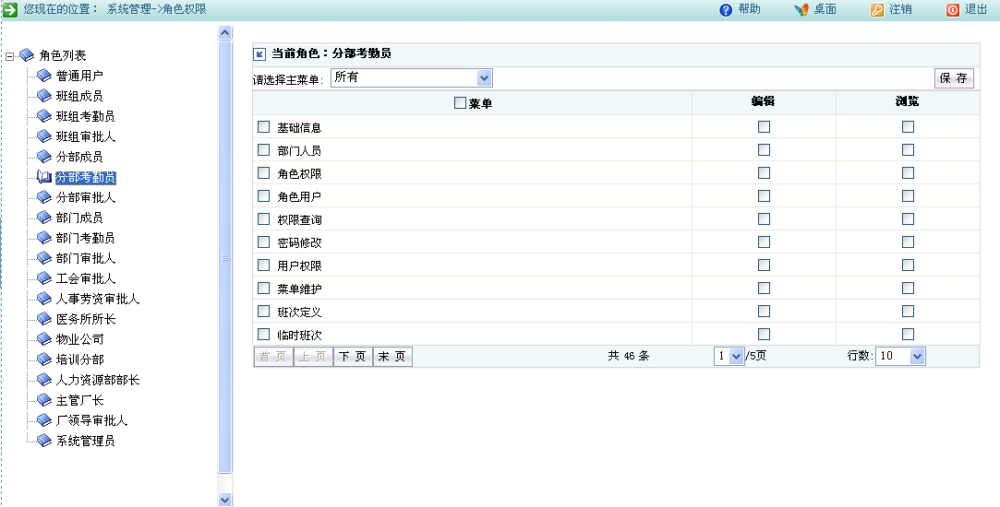 您现在的位置： 系统管理->角色权限 帮助 桌面 注销 退出
角色列表
普通用户
班组成员
班组考勤员
班组审批人
分部成员
分部考勤员
分部审批人
部门成员
部门考勤员
部门审批人
工会审批人
人事劳资审批人
医务所所长
物业公司
培训分部
人力资源部部长
主管厂长
厂领导审批人
系统管理员
当前角色：分部考勤员
请选择主菜单: 所有 保 存
菜单 编辑 浏览
基础信息
部门人员
角色权限
角色用户
权限查询
密码修改
用户权限
菜单维护
班次定义
临时班次
首 页 上 页 下 页 末 页 共 46 条 1 /5页 行数: 10